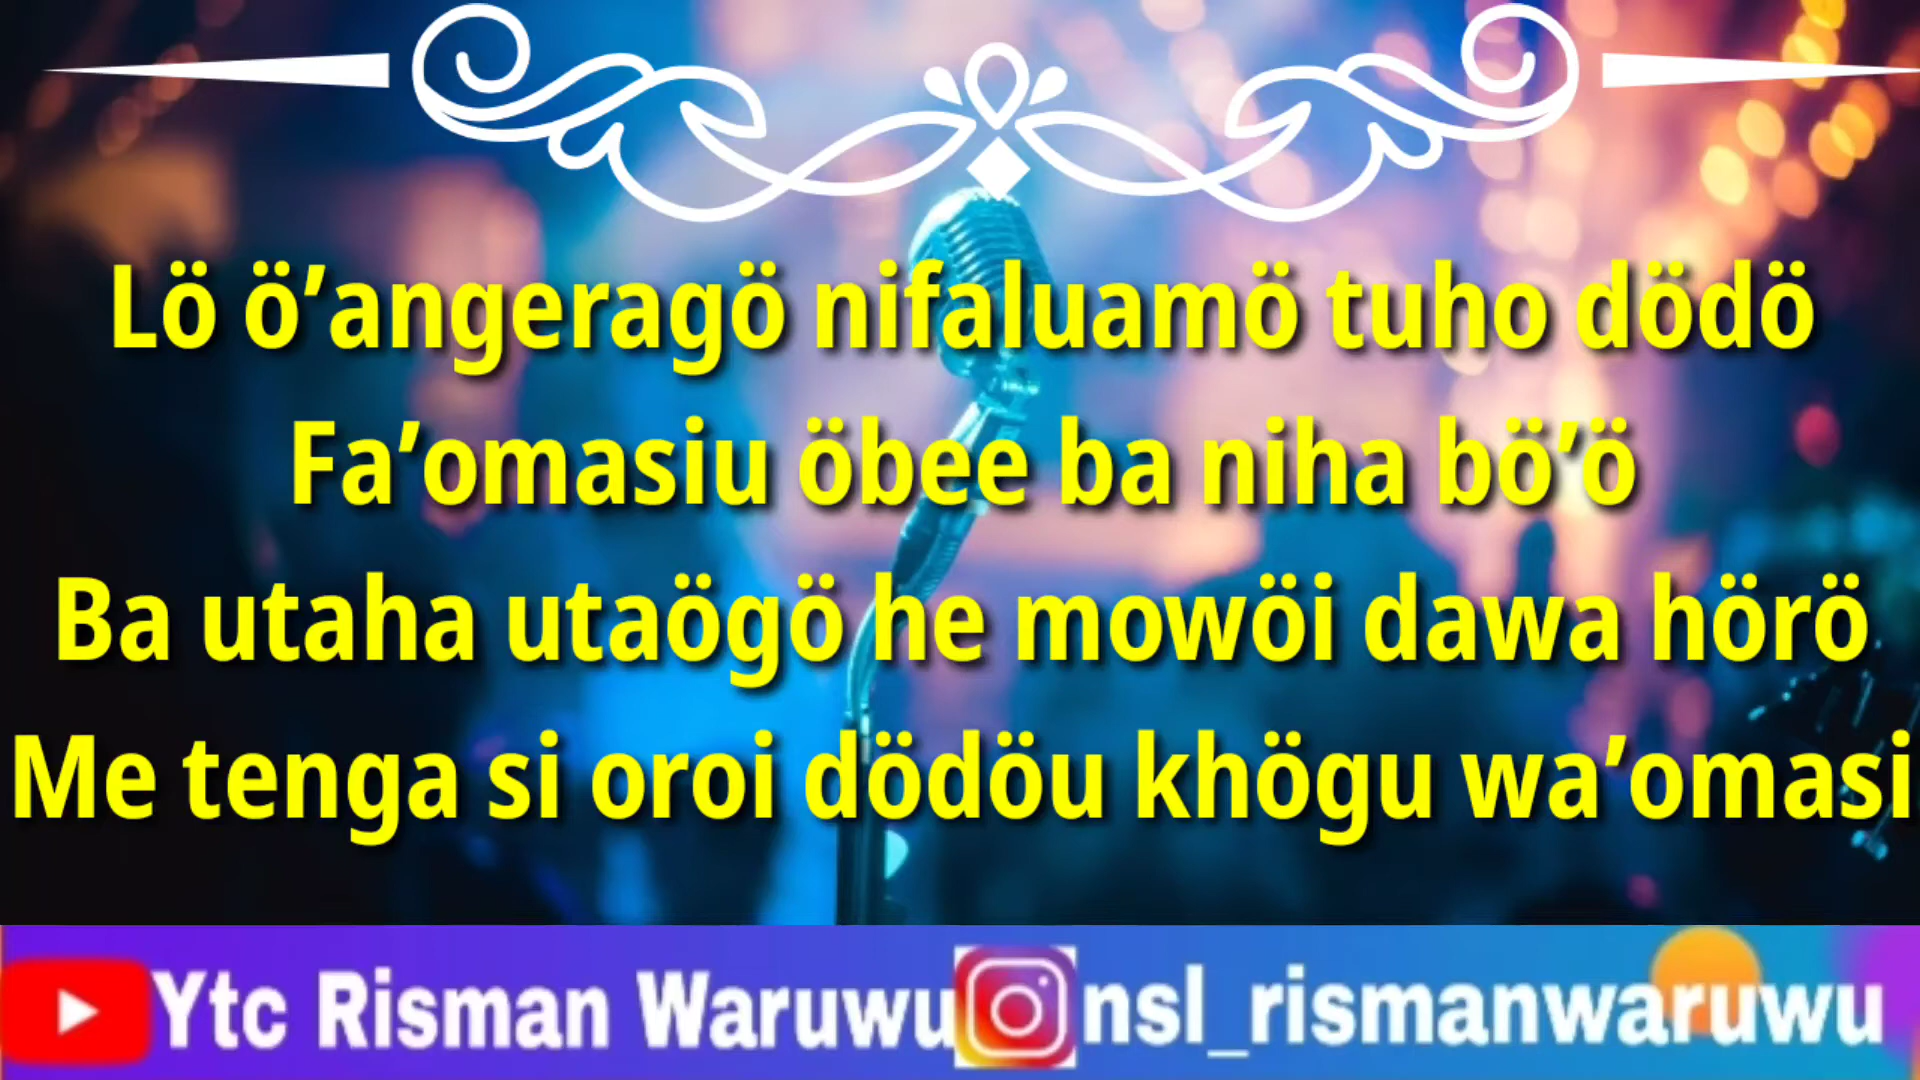 Lö ö’angeragö nifaluamö tuho dödö
Fa’omasiu öbee ba niha bö’ö
Ba utaha utaögö he mowöi dawa hörö
Me tenga si oroi dödöu khögu wa’omasi
Ytc Risman Waruwu nsl_rismanwaruwu